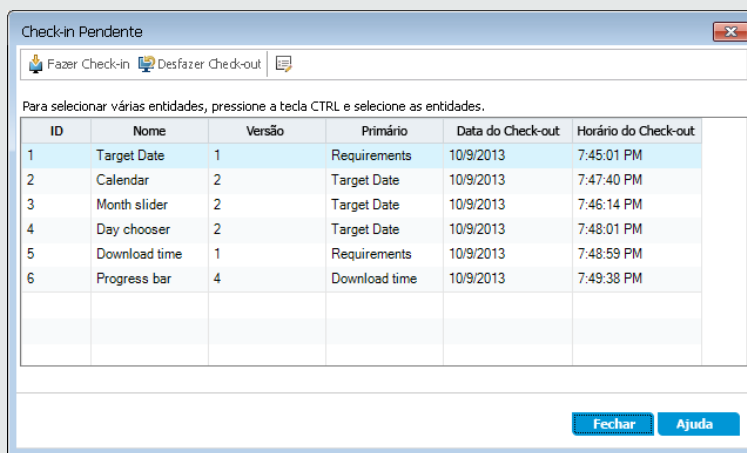 Check-in Pendente
Fazer Check-in Desfazer Check-out
Para selecionar várias entidades, pressione a tecla CTRL e selecione as entidades.
ID Nome Versão Primário Data do Check-out Horário do Check-out
1 Target Date 1 Requirements 10/9/2013 7:45:01 PM
2 Calendar 2 Target Date 10/9/2013 7:47:40 PM
3 Month slider 2 Target Date 10/9/2013 7:46:14 PM
4 Day chooser 2 Target Date 10/9/2013 7:48:01 PM
5 Download time 1 Requirements 10/9/2013 7:48:59 PM
6 Progress bar 4 Download time 10/9/2013 7:49:38 PM
Fechar Ajuda